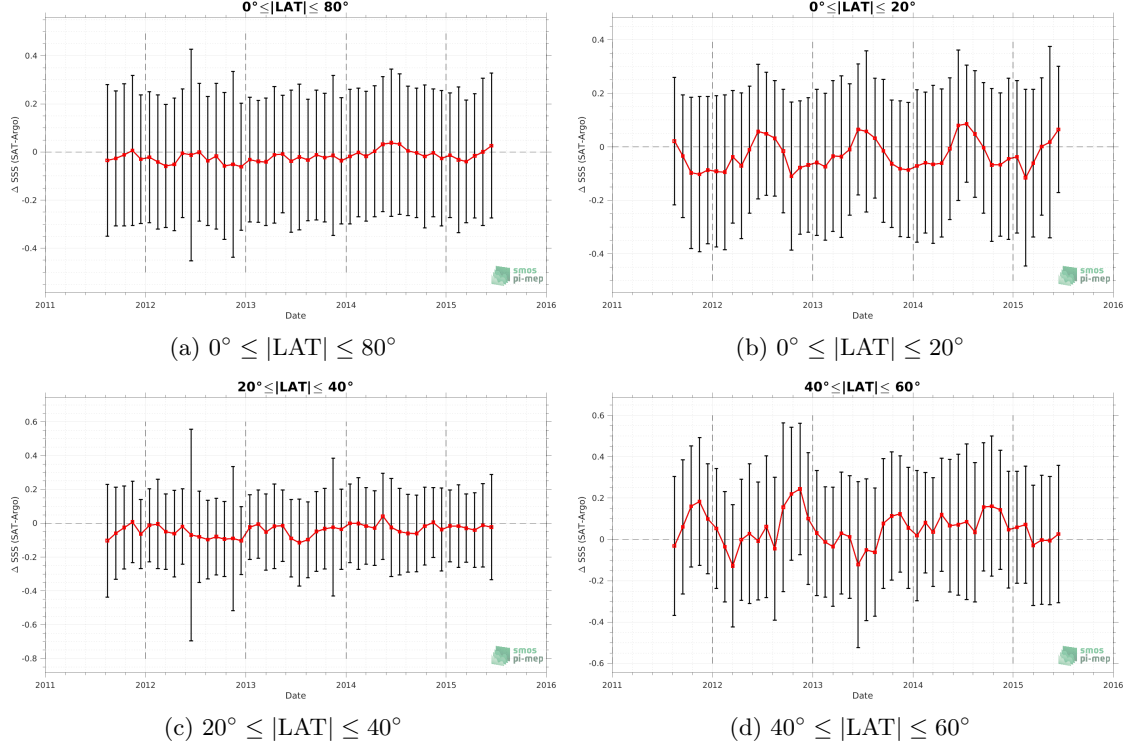 0°≤|LAT|≤ 80°
0.4
0.2
0
-0.2
-0.4
Δ SSS (SAT-Argo)
2011 2012 2013 2014 2015 2016
Date
smos
pi-mep
(a) 0° ≤ |LAT| ≤ 80°
0°≤|LAT|≤ 20°
0.4
0.2
0
-0.2
-0.4
Δ SSS (SAT-Argo)
2011 2012 2013 2014 2015 2016
Date
smos
pi-mep
(b) 0° ≤ |LAT| ≤ 20°
20°≤|LAT|≤ 40°
0.6
0.4
0.2
0
-0.2
-0.4
-0.6
-0.8
Δ SSS (SAT-Argo)
2011 2012 2013 2014 2015 2016
Date
smos
pi-mep
(c) 20° ≤ |LAT| ≤ 40°
40°≤|LAT|≤ 60°
0.6
0.4
0.2
0
-0.2
-0.4
-0.6
Δ SSS (SAT-Argo)
2011 2012 2013 2014 2015 2016
Date
smos
pi-mep
(d) 40° ≤ |LAT| ≤ 60°